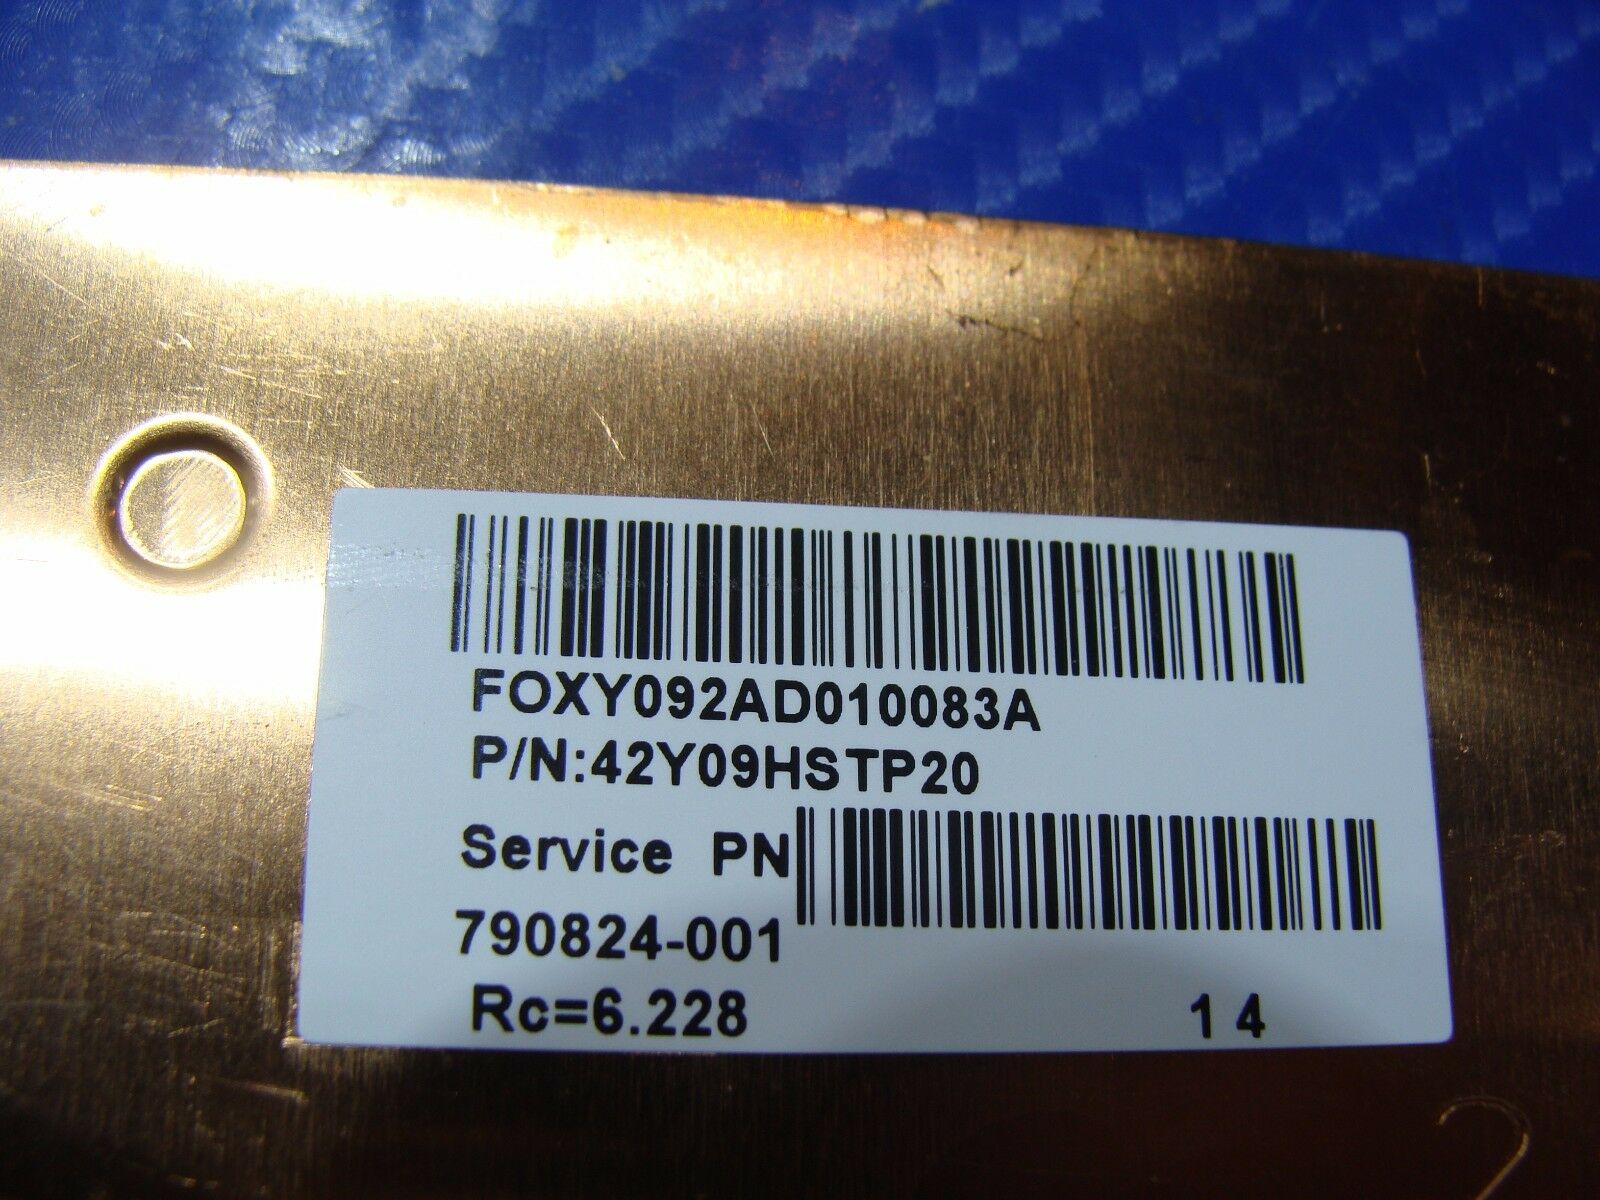 FOXY092AD010083A
P/N:42Y09HSTP20
Service PN
790824-001
Rc=6.228 14